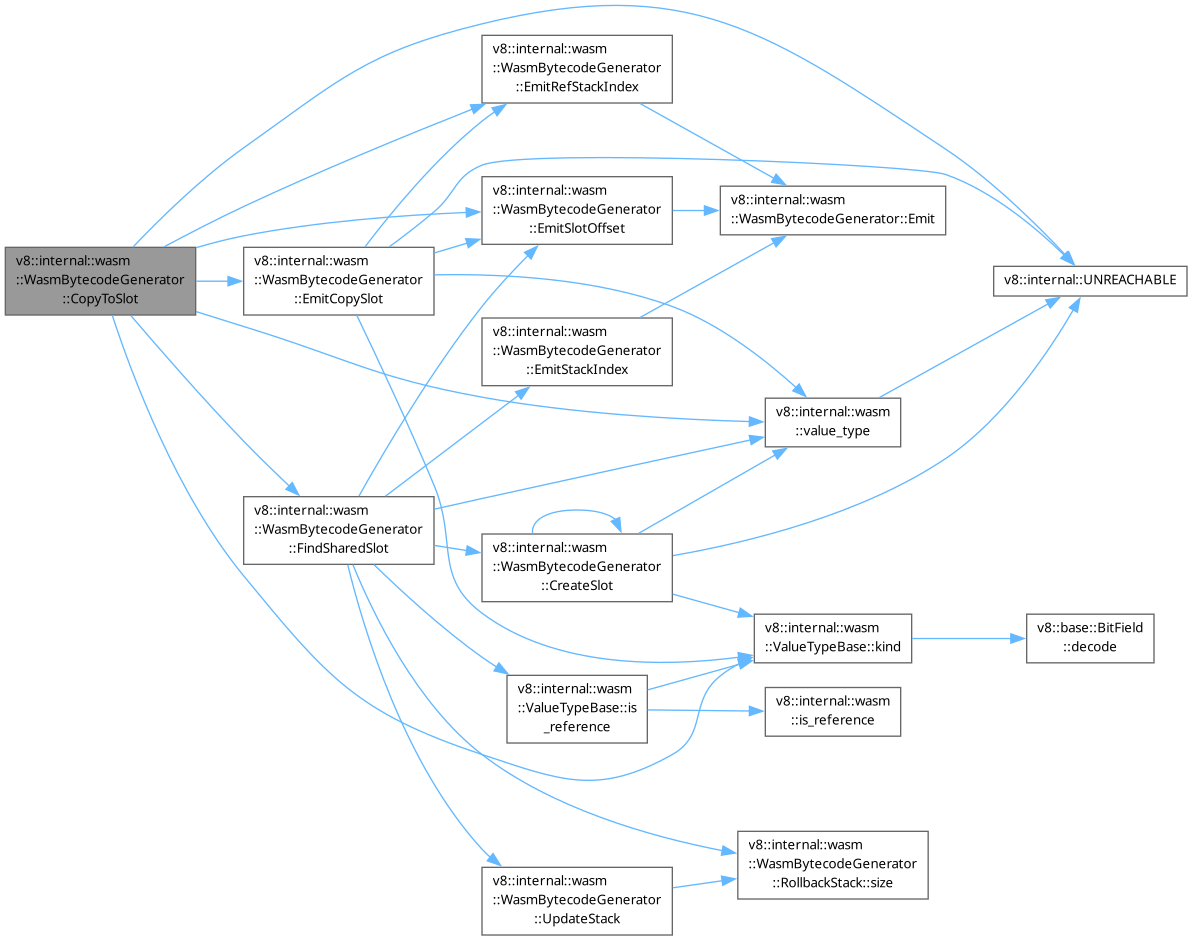 v8::internal::wasm
::WasmBytecodeGenerator
::CopyToSlot
v8::internal::wasm
::WasmBytecodeGenerator
::EmitCopySlot
v8::internal::wasm
::WasmBytecodeGenerator
::FindSharedSlot
v8::internal::wasm
::WasmBytecodeGenerator
::EmitRefStackIndex
v8::internal::wasm
::WasmBytecodeGenerator
::EmitSlotOffset
v8::internal::wasm
::WasmBytecodeGenerator
::EmitStackIndex
v8::internal::wasm
::WasmBytecodeGenerator
::CreateSlot
v8::internal::wasm
::ValueTypeBase::is
_reference
v8::internal::wasm
::WasmBytecodeGenerator
::UpdateStack
v8::internal::wasm
::WasmBytecodeGenerator::Emit
v8::internal::wasm
::value_type
v8::internal::wasm
::ValueTypeBase::kind
v8::internal::wasm
::is_reference
v8::internal::wasm
::WasmBytecodeGenerator
::RollbackStack::size
v8::internal::UNREACHABLE
v8::base::BitField
::decode